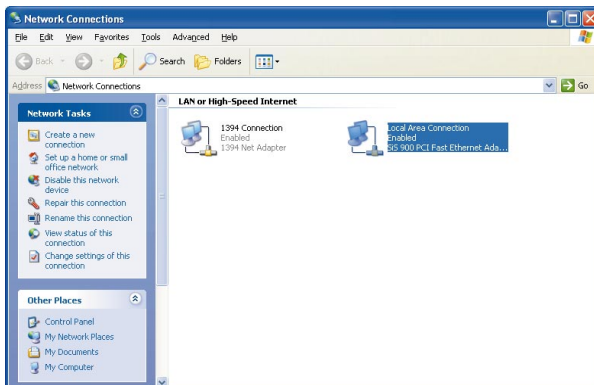 Network Connections
File Edit View Favorites Tools Advanced Help
Back Search Folders
Address Network Connections Go
Network Tasks
Create a new
connection
Set up a home or small
office network
Disable this network
device
Repair this connection
Rename this connection
View status of this
connection
Change settings of this
connection
Other Places
Control Panel
My Network Places
My Documents
My Computer
LAN or High-Speed Internet
1394 Connection
Enabled
1394 Net Adapter
Local Area Connection
Enabled
SiS 900 PCI Fast Ethernet Ada...